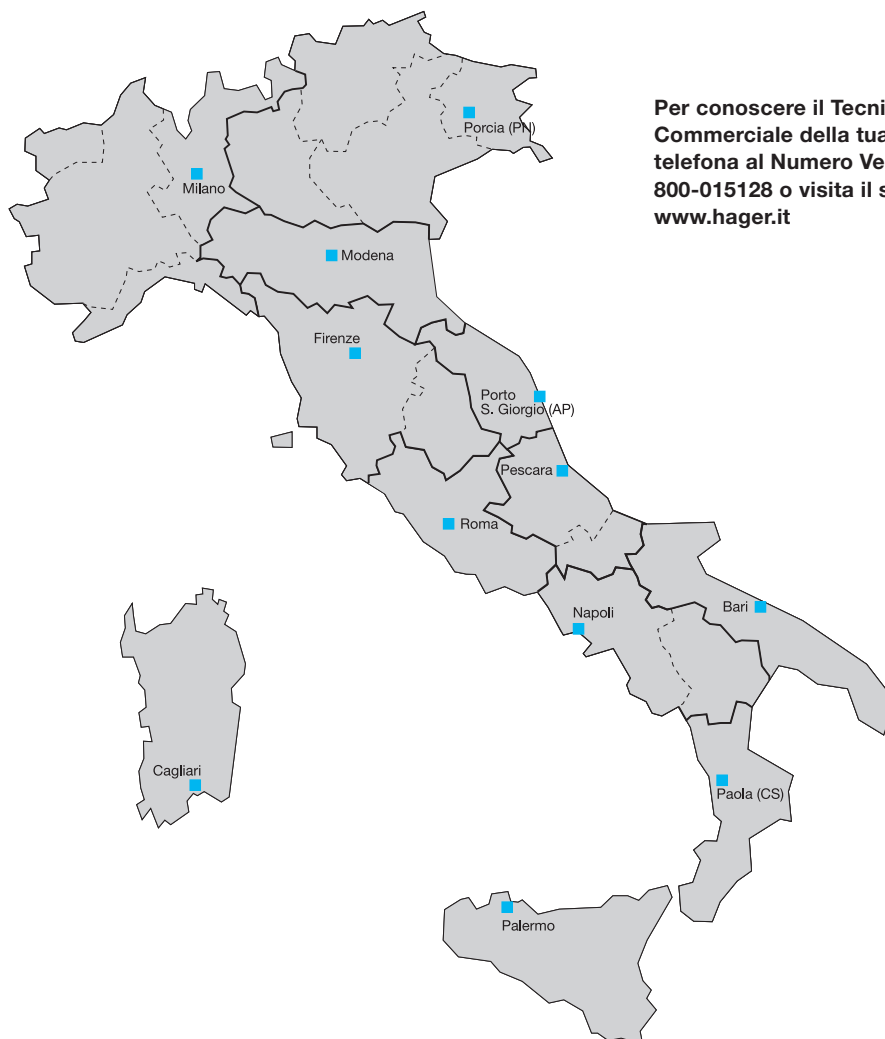 Per conoscere il Tecni
Commerciale della tua
telefona al Numero Ve
800-015128 o visita il s
www.hager.it
Porcia (PN)
Milano
Modena
Firenze
Porto
S. Giorgio (AP)
Pescara
Roma
Napoli
Bari
Cagliari
Paola (CS)
Palermo